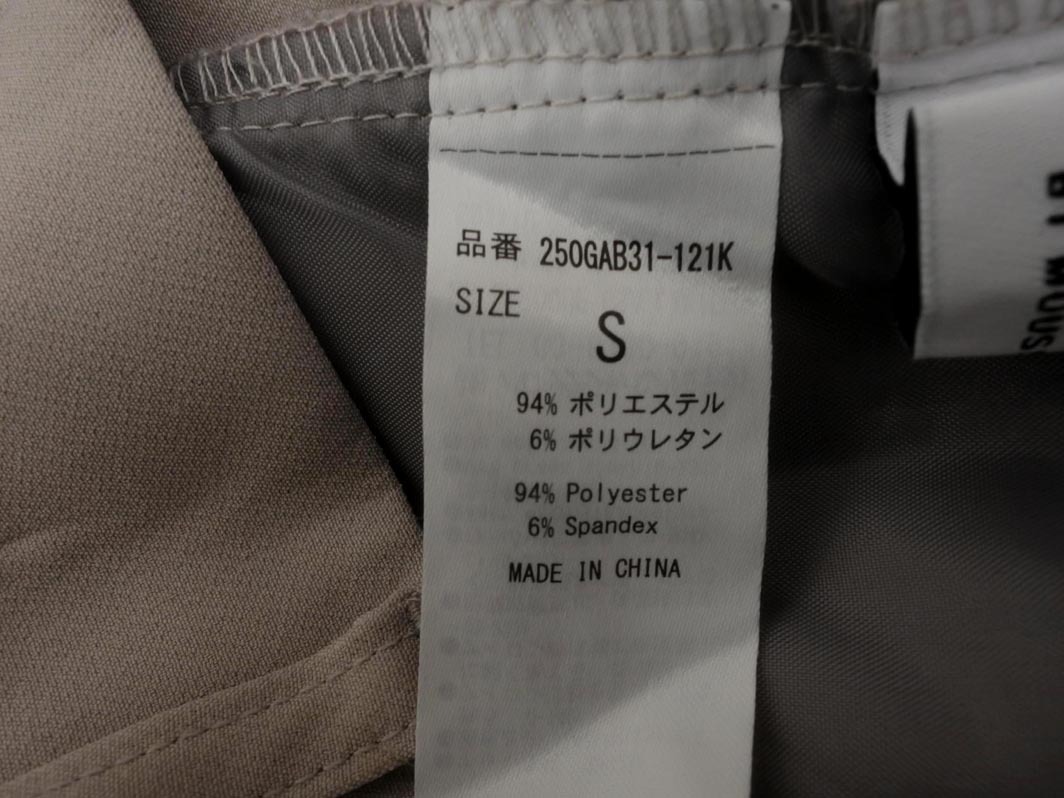 品番 250GAB31-121K
SIZE S
94% ポリエステル
6% ポリウレタン
94% Polyester
6% Spandex
MADE IN CHINA